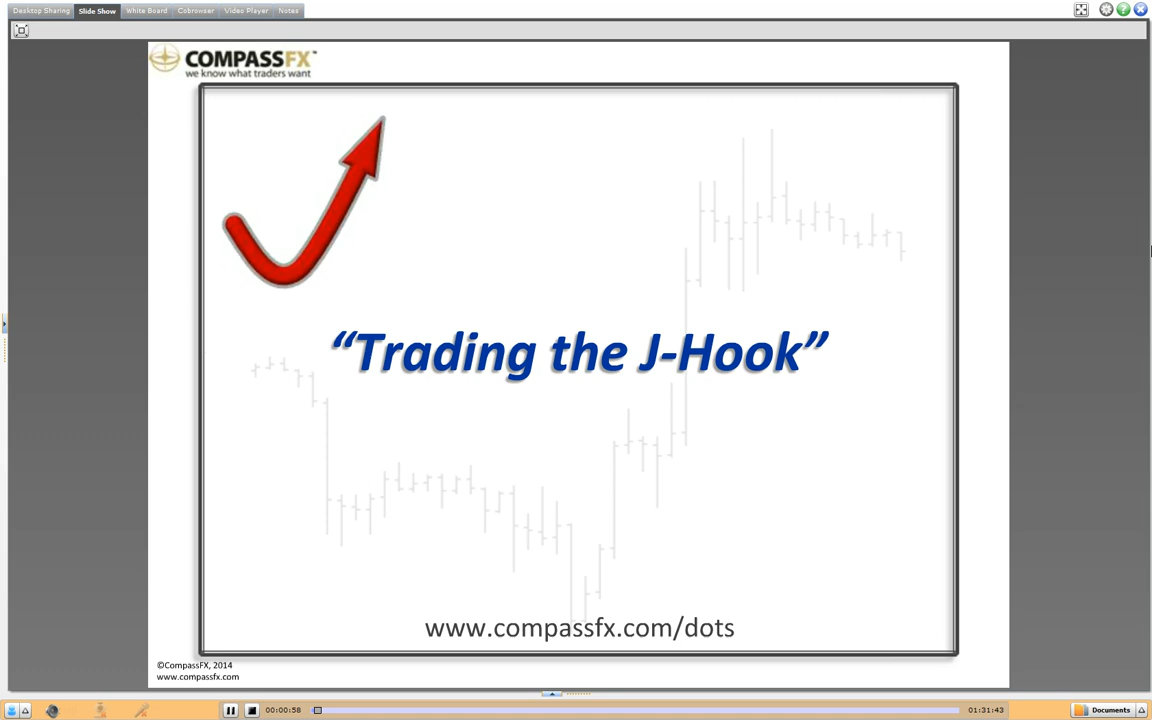 Desktop Sharing Slide Show White Board Cobrowser Video Player Notes
COMPASSFX™
we know what traders want
“Trading the J-Hook”
www.compassfx.com/dots
©CompassFX, 2014
www.compassfx.com
00:00:58 01:31:43 Documents